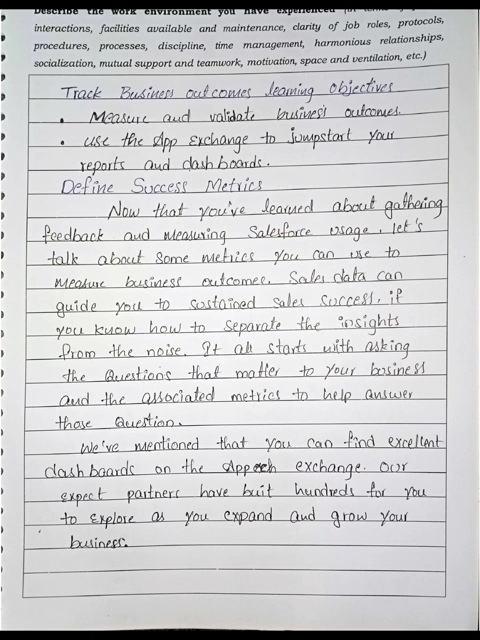 Describe the work environment you have experienced
interactions, facilities available and maintenance, clarity of job roles, protocols,
procedures, processes, discipline, time management, harmonious relationships,
socialization, mutual support and teamwork, motivation, space and ventilation, etc.)
Track Business outcomes learning objectives
• Measure and validate business outcomes.
• use the App Exchange to jumpstart your
reports and dashboards.
Define Success Metrics
Now that you've learned about gathering
feedback and measuring Salesforce usage, let's
talk about some metrics you can use to
measure business outcomes. Sales data can
guide you to sustained sales success, if
you know how to separate the insights
from the noise. It all starts with asking
the Questions that matter to your business
and the associated metrics to help answer
those Question.
We've mentioned that you can find excellent
dashboards on the App exchange. our
expect partners have buit hundreds for you
to explore as you expand and grow your
business.